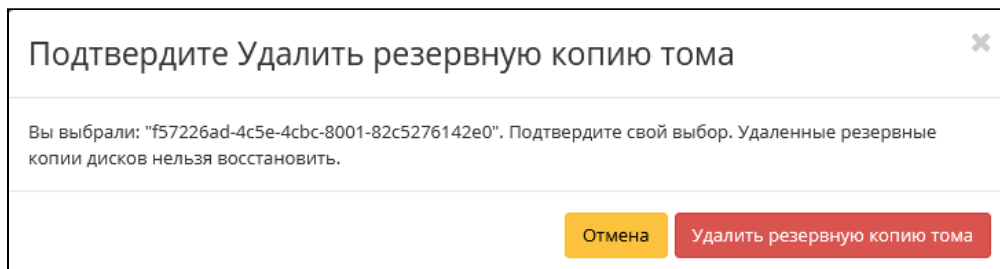 Подтвердите Удалить резервную копию тома
Вы выбрали: "f57226ad-4c5e-4cbc-8001-82c5276142e0". Подтвердите свой выбор. Удаленные резервные
копии дисков нельзя восстановить.
Отмена
Удалить резервную копию тома